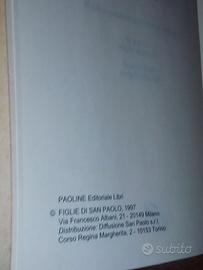 PAOLINE Editoriale Libri
© FIGLIE DI SAN PAOLO, 1997
Via Francesco Albani, 21 - 20149 Milano
Distribuzione: Diffusione San Paolo s.r.l.
Corso Regina Margherita, 2 - 10153 Torino
subito